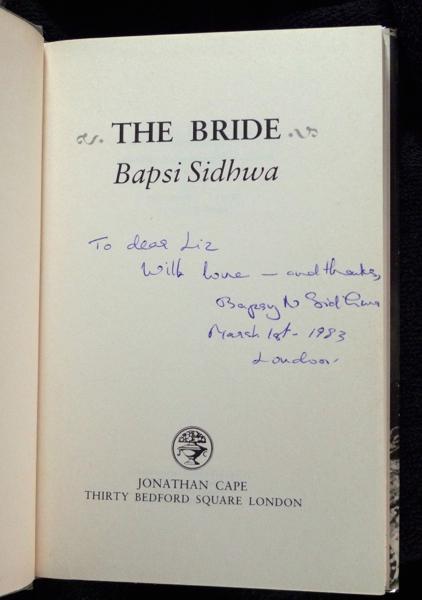 THE BRIDE
Bapsi Sidhwa
To dear Liz
With love — and thanks,
Bapsy N Sidhwa
March 1st - 1983
London.
JONATHAN CAPE
THIRTY BEDFORD SQUARE LONDON